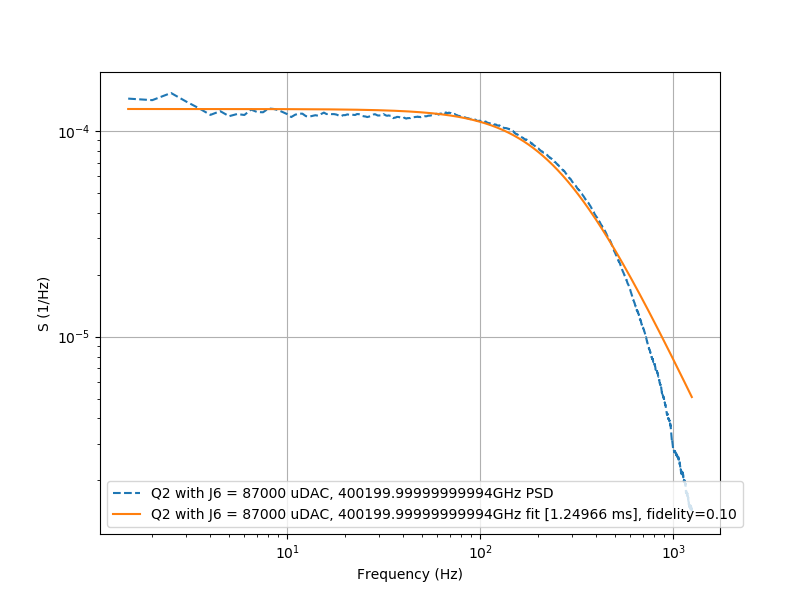 10⁻⁴
S (1/Hz)
10⁻⁵
Q2 with J6 = 87000 uDAC, 400199.99999999994GHz PSD
Q2 with J6 = 87000 uDAC, 400199.99999999994GHz fit [1.24966 ms], fidelity=0.10
10¹ 10² 10³
Frequency (Hz)